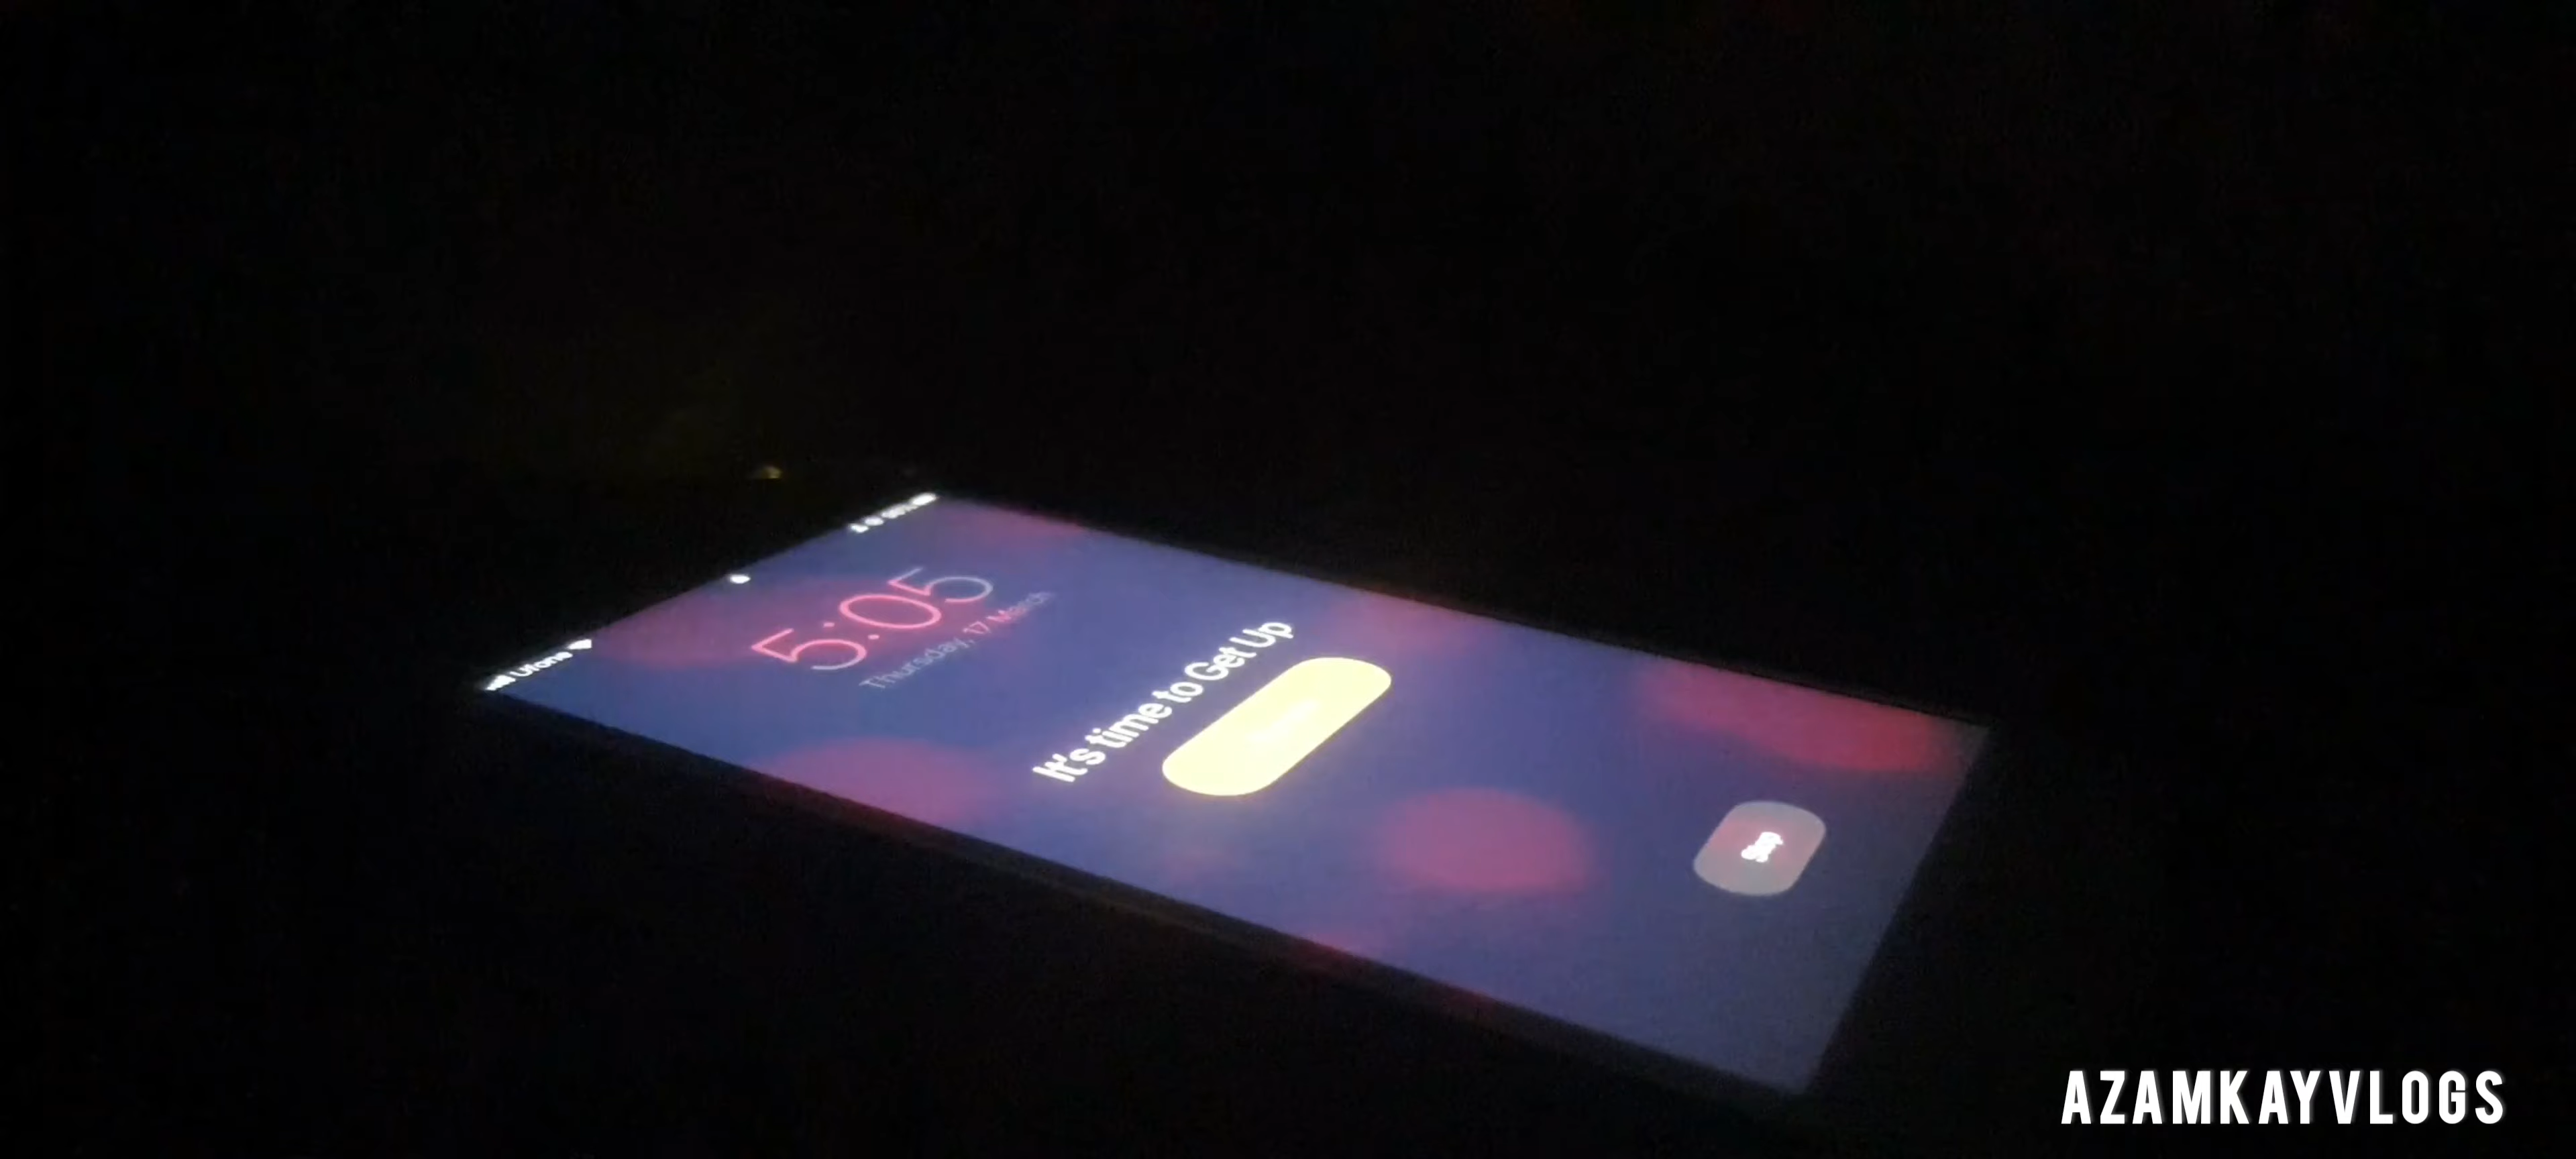 Ufone
5:05
Thursday, 17 March
It's time to Get Up
AZAMKAYVLOGS